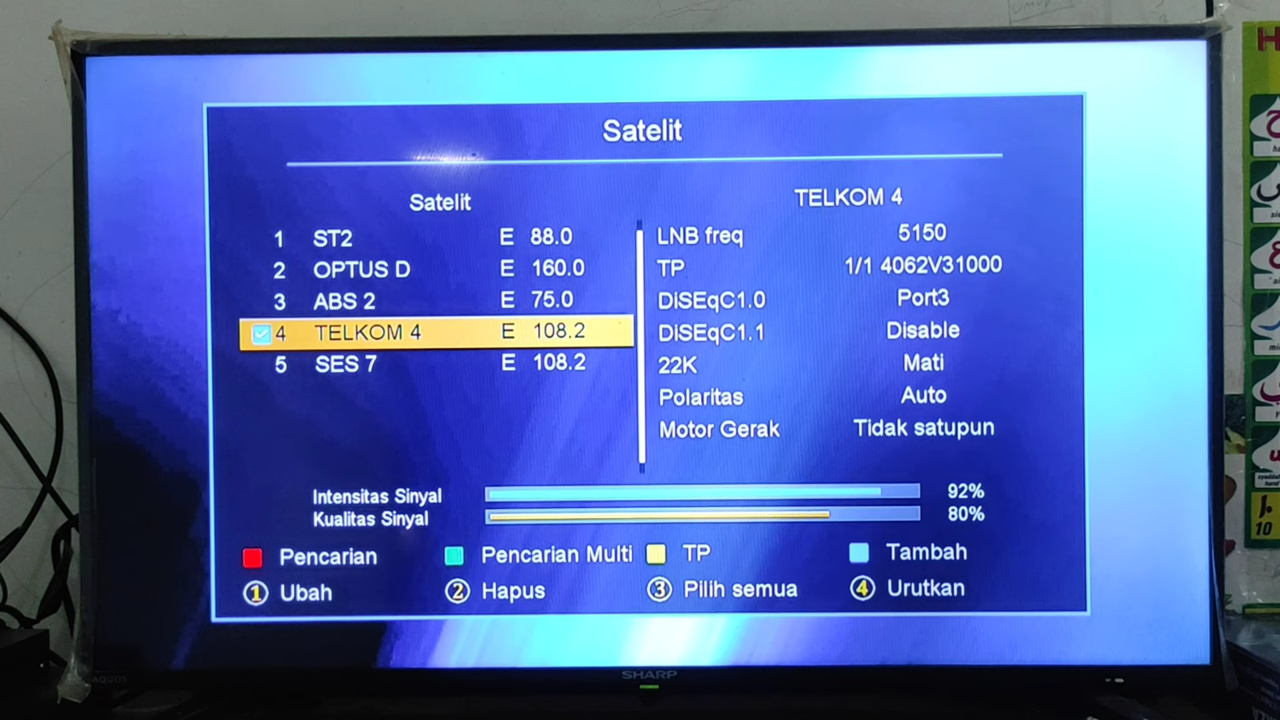 Satelit
Satelit
1 ST2 E 88.0
2 OPTUS D E 160.0
3 ABS 2 E 75.0
4 TELKOM 4 E 108.2
5 SES 7 E 108.2
TELKOM 4
LNB freq 5150
TP 1/1 4062V31000
DiSEqC1.0 Port3
DiSEqC1.1 Disable
22K Mati
Polaritas Auto
Motor Gerak Tidak satupun
Intensitas Sinyal 92%
Kualitas Sinyal 80%
Pencarian Pencarian Multi TP Tambah
1 Ubah 2 Hapus 3 Pilih semua 4 Urutkan
AQUOS
SHARP
H
10